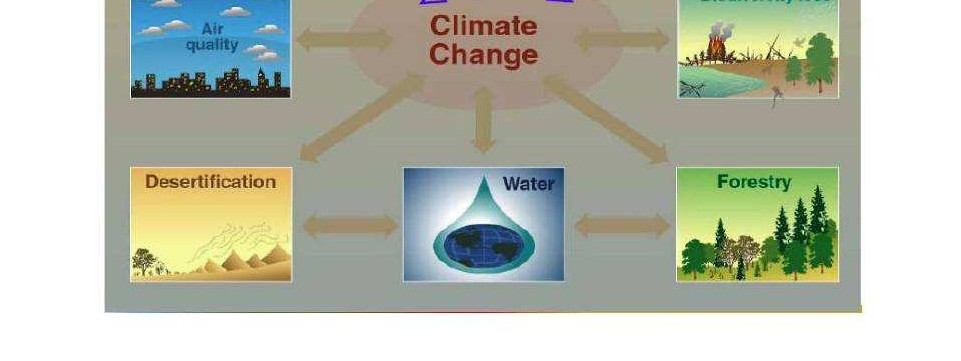 Air
quality
Climate
Change
Desertification
Water
Forestry